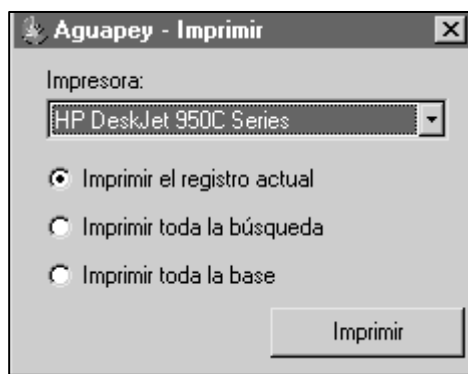 Aguapey - Imprimir
Impresora:
HP DeskJet 950C Series
Imprimir el registro actual
Imprimir toda la búsqueda
Imprimir toda la base
Imprimir